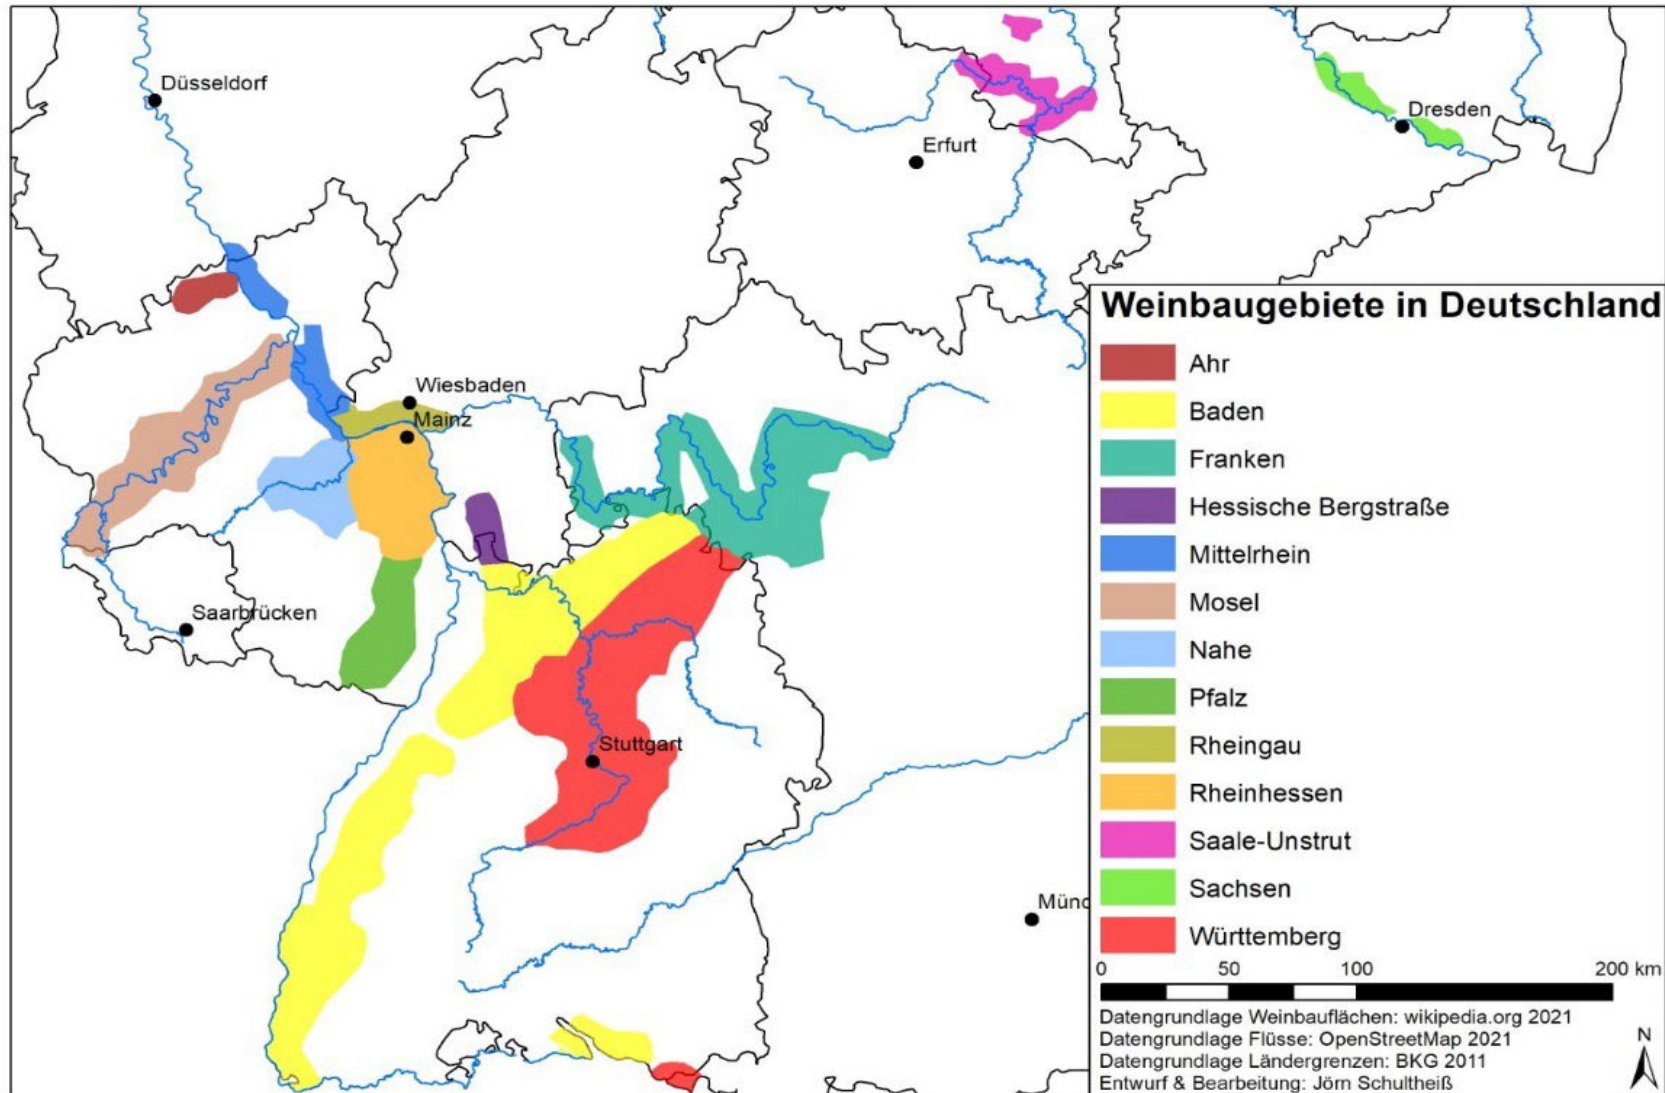 Düsseldorf
Dresden
Erfurt
Weinbaugebiete in Deutschland
Ahr
Wiesbaden
Baden
Mainz
Franken
Hessische Bergstraße
Mittelrhein
Mosel
Saarbrücken
Nahe
Pfalz
Stuttgart
Rheingau
Rheinhessen
Saale-Unstrut
Sachsen
Münc
Württemberg
0 50 100 200 km
Datengrundlage Weinbauflächen: wikipedia.org 2021
Datengrundlage Flüsse: OpenStreetMap 2021
Datengrundlage Ländergrenzen: BKG 2011
Entwurf & Bearbeitung: Jörn Schultheiß
N